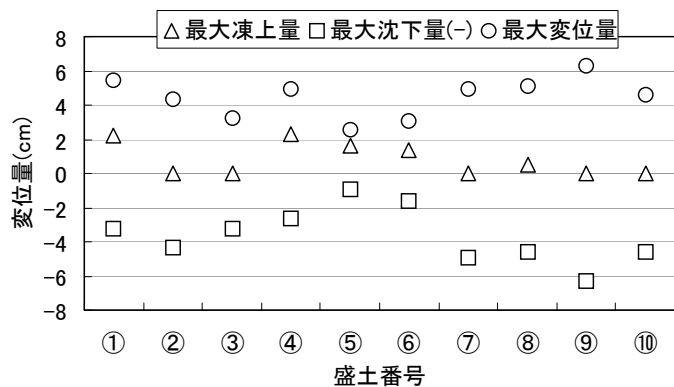 △最大凍上量 □最大沈下量(-) ○最大変位量
変位量(cm)
8
6
4
2
0
-2
-4
-6
-8
① ② ③ ④ ⑤ ⑥ ⑦ ⑧ ⑨ ⑩
盛土番号